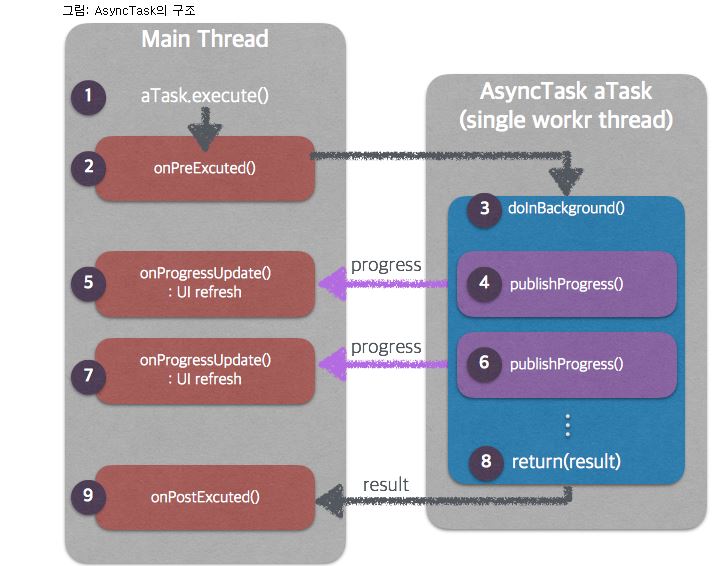 그림: AsyncTask의 구조
Main Thread
1
aTask.execute()
2
onPreExcuted()
AsyncTask aTask
(single workr thread)
3
doInBackground()
5
onProgressUpdate()
: UI refresh
progress
4
publishProgress()
7
onProgressUpdate()
: UI refresh
progress
6
publishProgress()
8
return(result)
9
onPostExcuted()
result